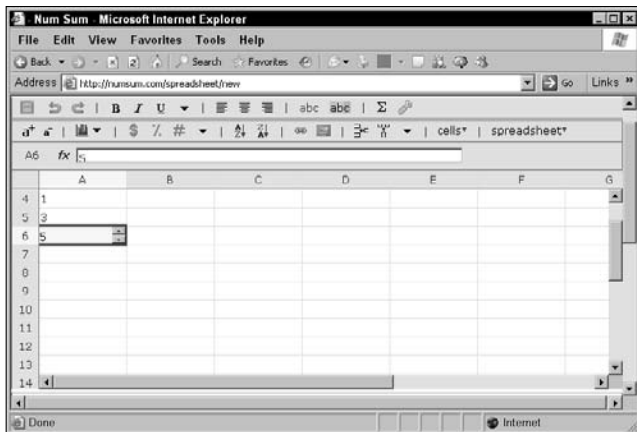 Num Sum - Microsoft Internet Explorer
File Edit View Favorites Tools Help
Back Search Favorites
Address http://numsum.com/spreadsheet/new Go Links »
B I U abc abc Σ
a+ a- $ % # cells▾ spreadsheet▾
A6 fx 5
A B C D E F G
4 1
5 3
6 5
7
8
9
10
11
12
13
14
Done Internet